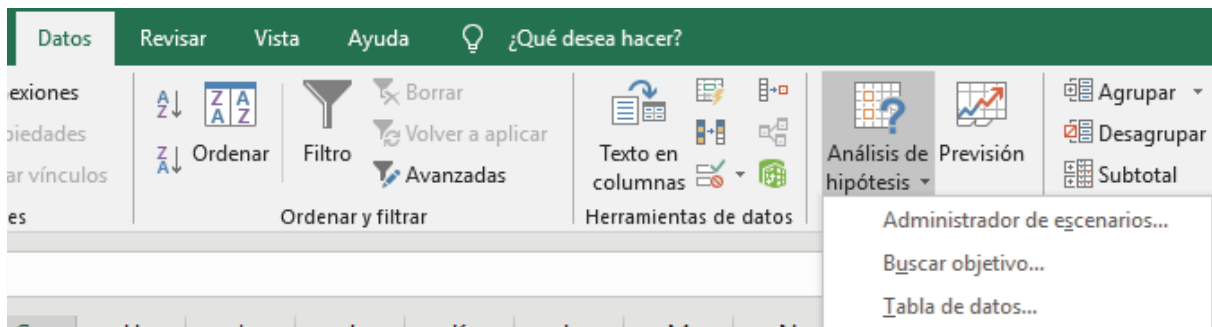 Datos Revisar Vista Ayuda ¿Qué desea hacer?
exiones
piedades
ar vínculos
es
Ordenar
Filtro
Borrar
Volver a aplicar
Avanzadas
Ordenar y filtrar
Texto en
columnas
Herramientas de datos
Análisis de
hipótesis
Previsión
Agrupar
Desagrupar
Subtotal
Administrador de escenarios...
Buscar objetivo...
Tabla de datos...